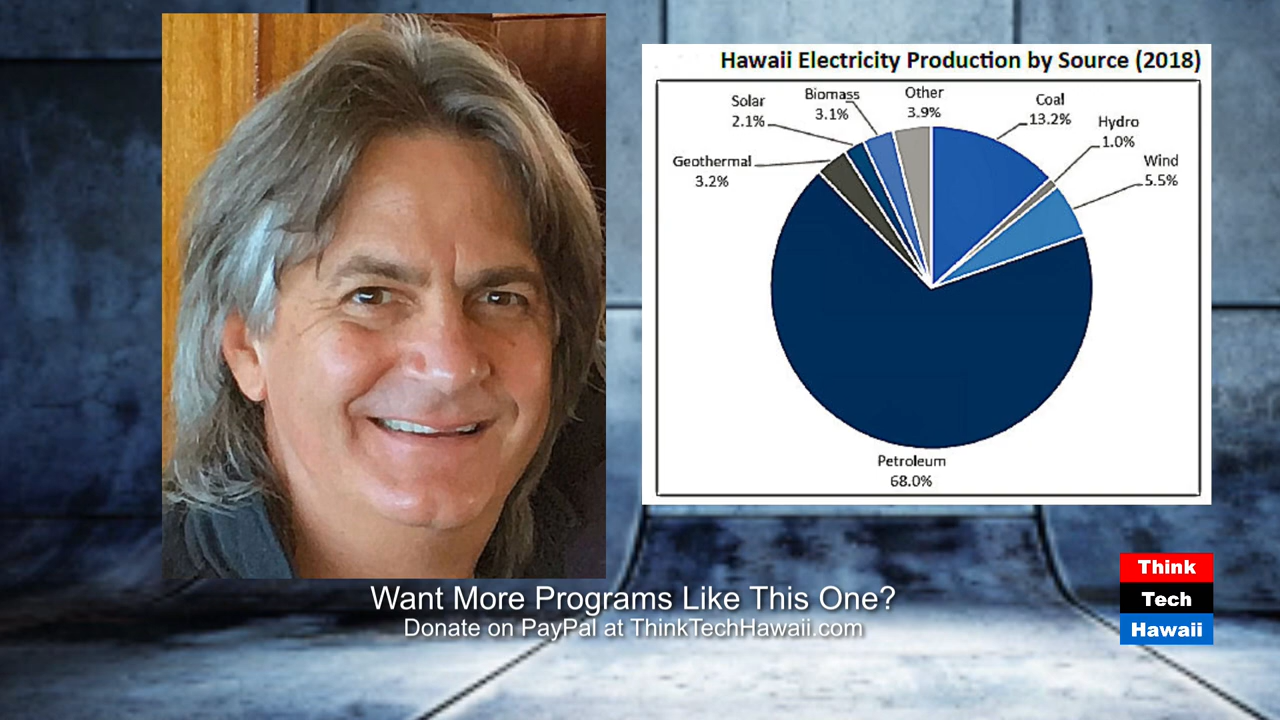 Hawaii Electricity Production by Source (2018)
Solar
2.1%
Biomass
3.1%
Other
3.9%
Coal
13.2%
Hydro
1.0%
Wind
5.5%
Geothermal
3.2%
Petroleum
68.0%
Want More Programs Like This One?
Donate on PayPal at ThinkTechHawaii.com
Think
Tech
Hawaii